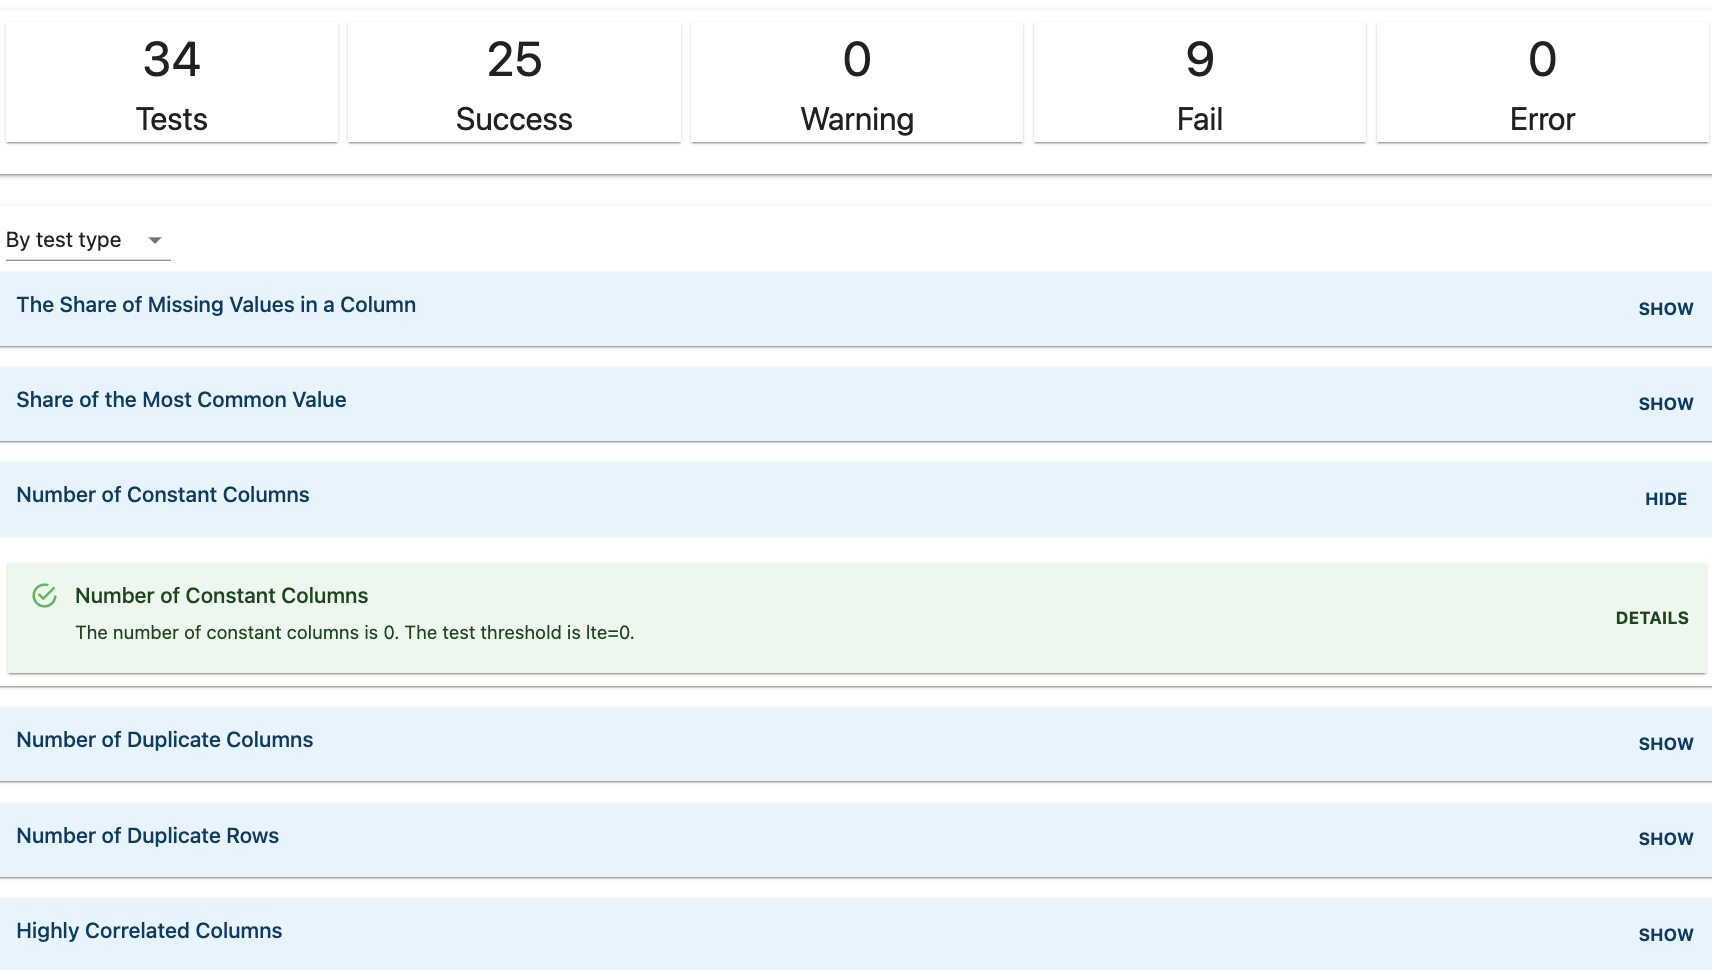 34
Tests
25
Success
0
Warning
9
Fail
0
Error
By test type
The Share of Missing Values in a Column
SHOW
Share of the Most Common Value
SHOW
Number of Constant Columns
HIDE
Number of Constant Columns
The number of constant columns is 0. The test threshold is lte=0.
DETAILS
Number of Duplicate Columns
SHOW
Number of Duplicate Rows
SHOW
Highly Correlated Columns
SHOW